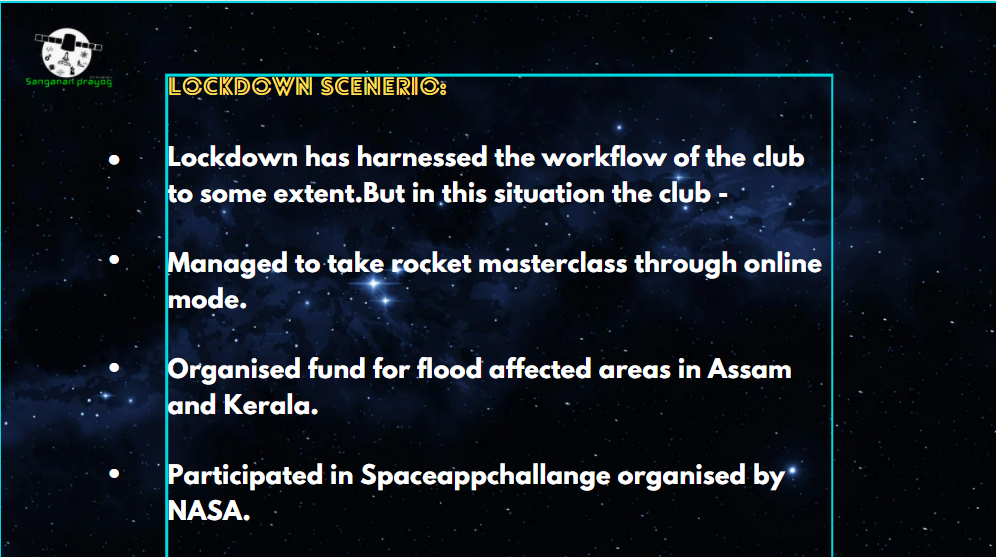 Sanganan prayog
LOCKDOWN SCENERIO:
Lockdown has harnessed the workflow of the club
to some extent.But in this situation the club -
Managed to take rocket masterclass through online
mode.
Organised fund for flood affected areas in Assam
and Kerala.
Participated in Spaceappchallange organised by
NASA.